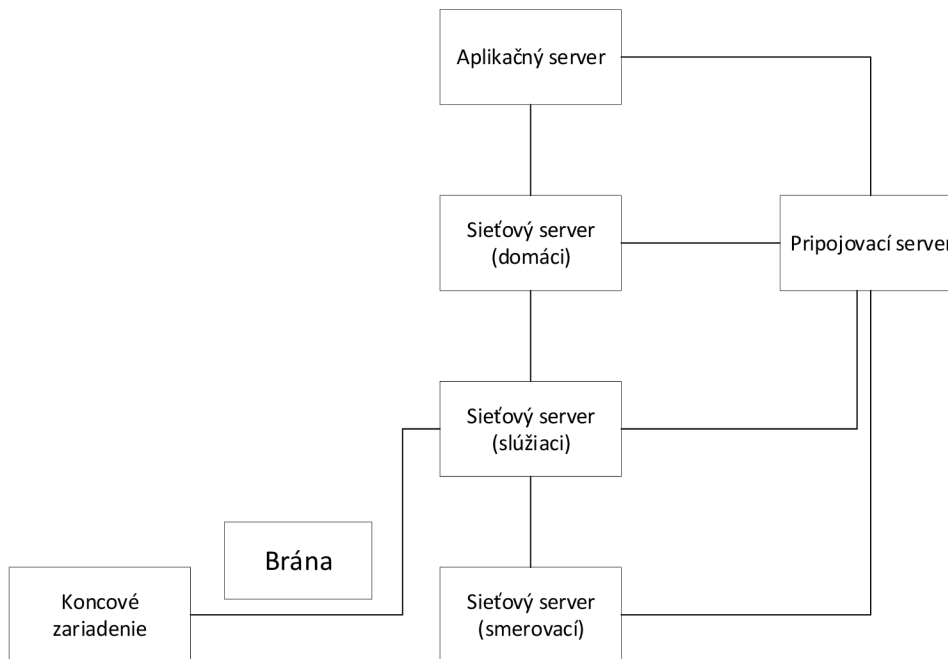 Aplikačný server
Sieťový server
(domáci)
Pripojovací server
Sieťový server
(slúžiaci)
Brána
Koncové
zariadenie
Sieťový server
(smerovací)